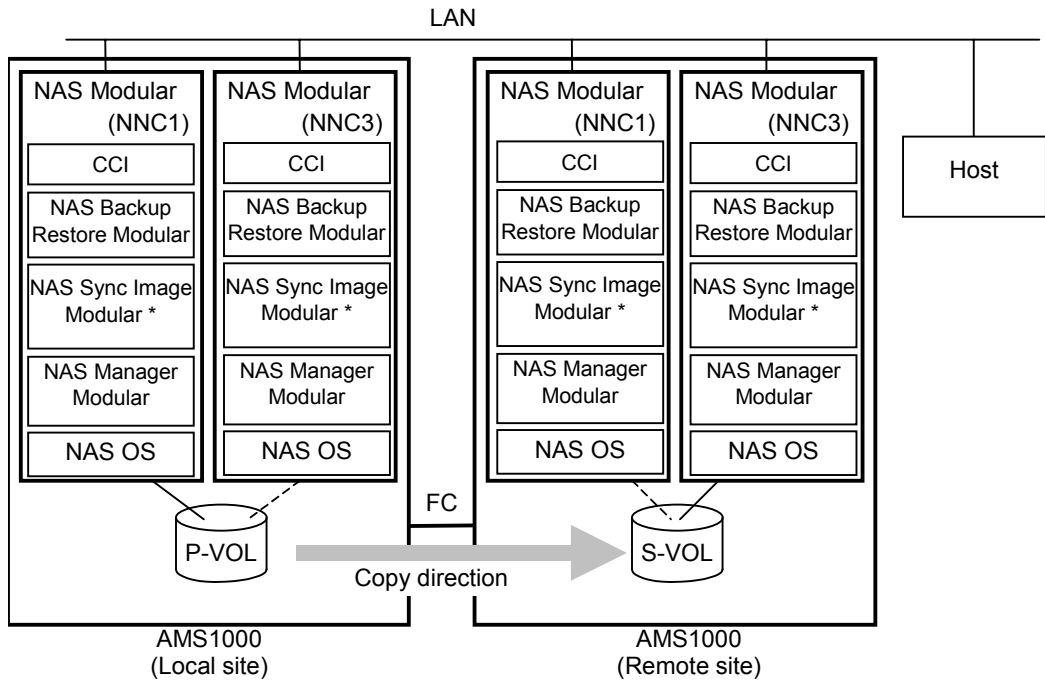 LAN
NAS Modular
(NNC1)
CCI
NAS Backup
Restore Modular
NAS Sync Image
Modular *
NAS Manager
Modular
NAS OS
NAS Modular
(NNC3)
CCI
NAS Backup
Restore Modular
NAS Sync Image
Modular *
NAS Manager
Modular
NAS OS
P-VOL
AMS1000
(Local site)
FC
Copy direction
NAS Modular
(NNC1)
CCI
NAS Backup
Restore Modular
NAS Sync Image
Modular *
NAS Manager
Modular
NAS OS
NAS Modular
(NNC3)
CCI
NAS Backup
Restore Modular
NAS Sync Image
Modular *
NAS Manager
Modular
NAS OS
S-VOL
AMS1000
(Remote site)
Host